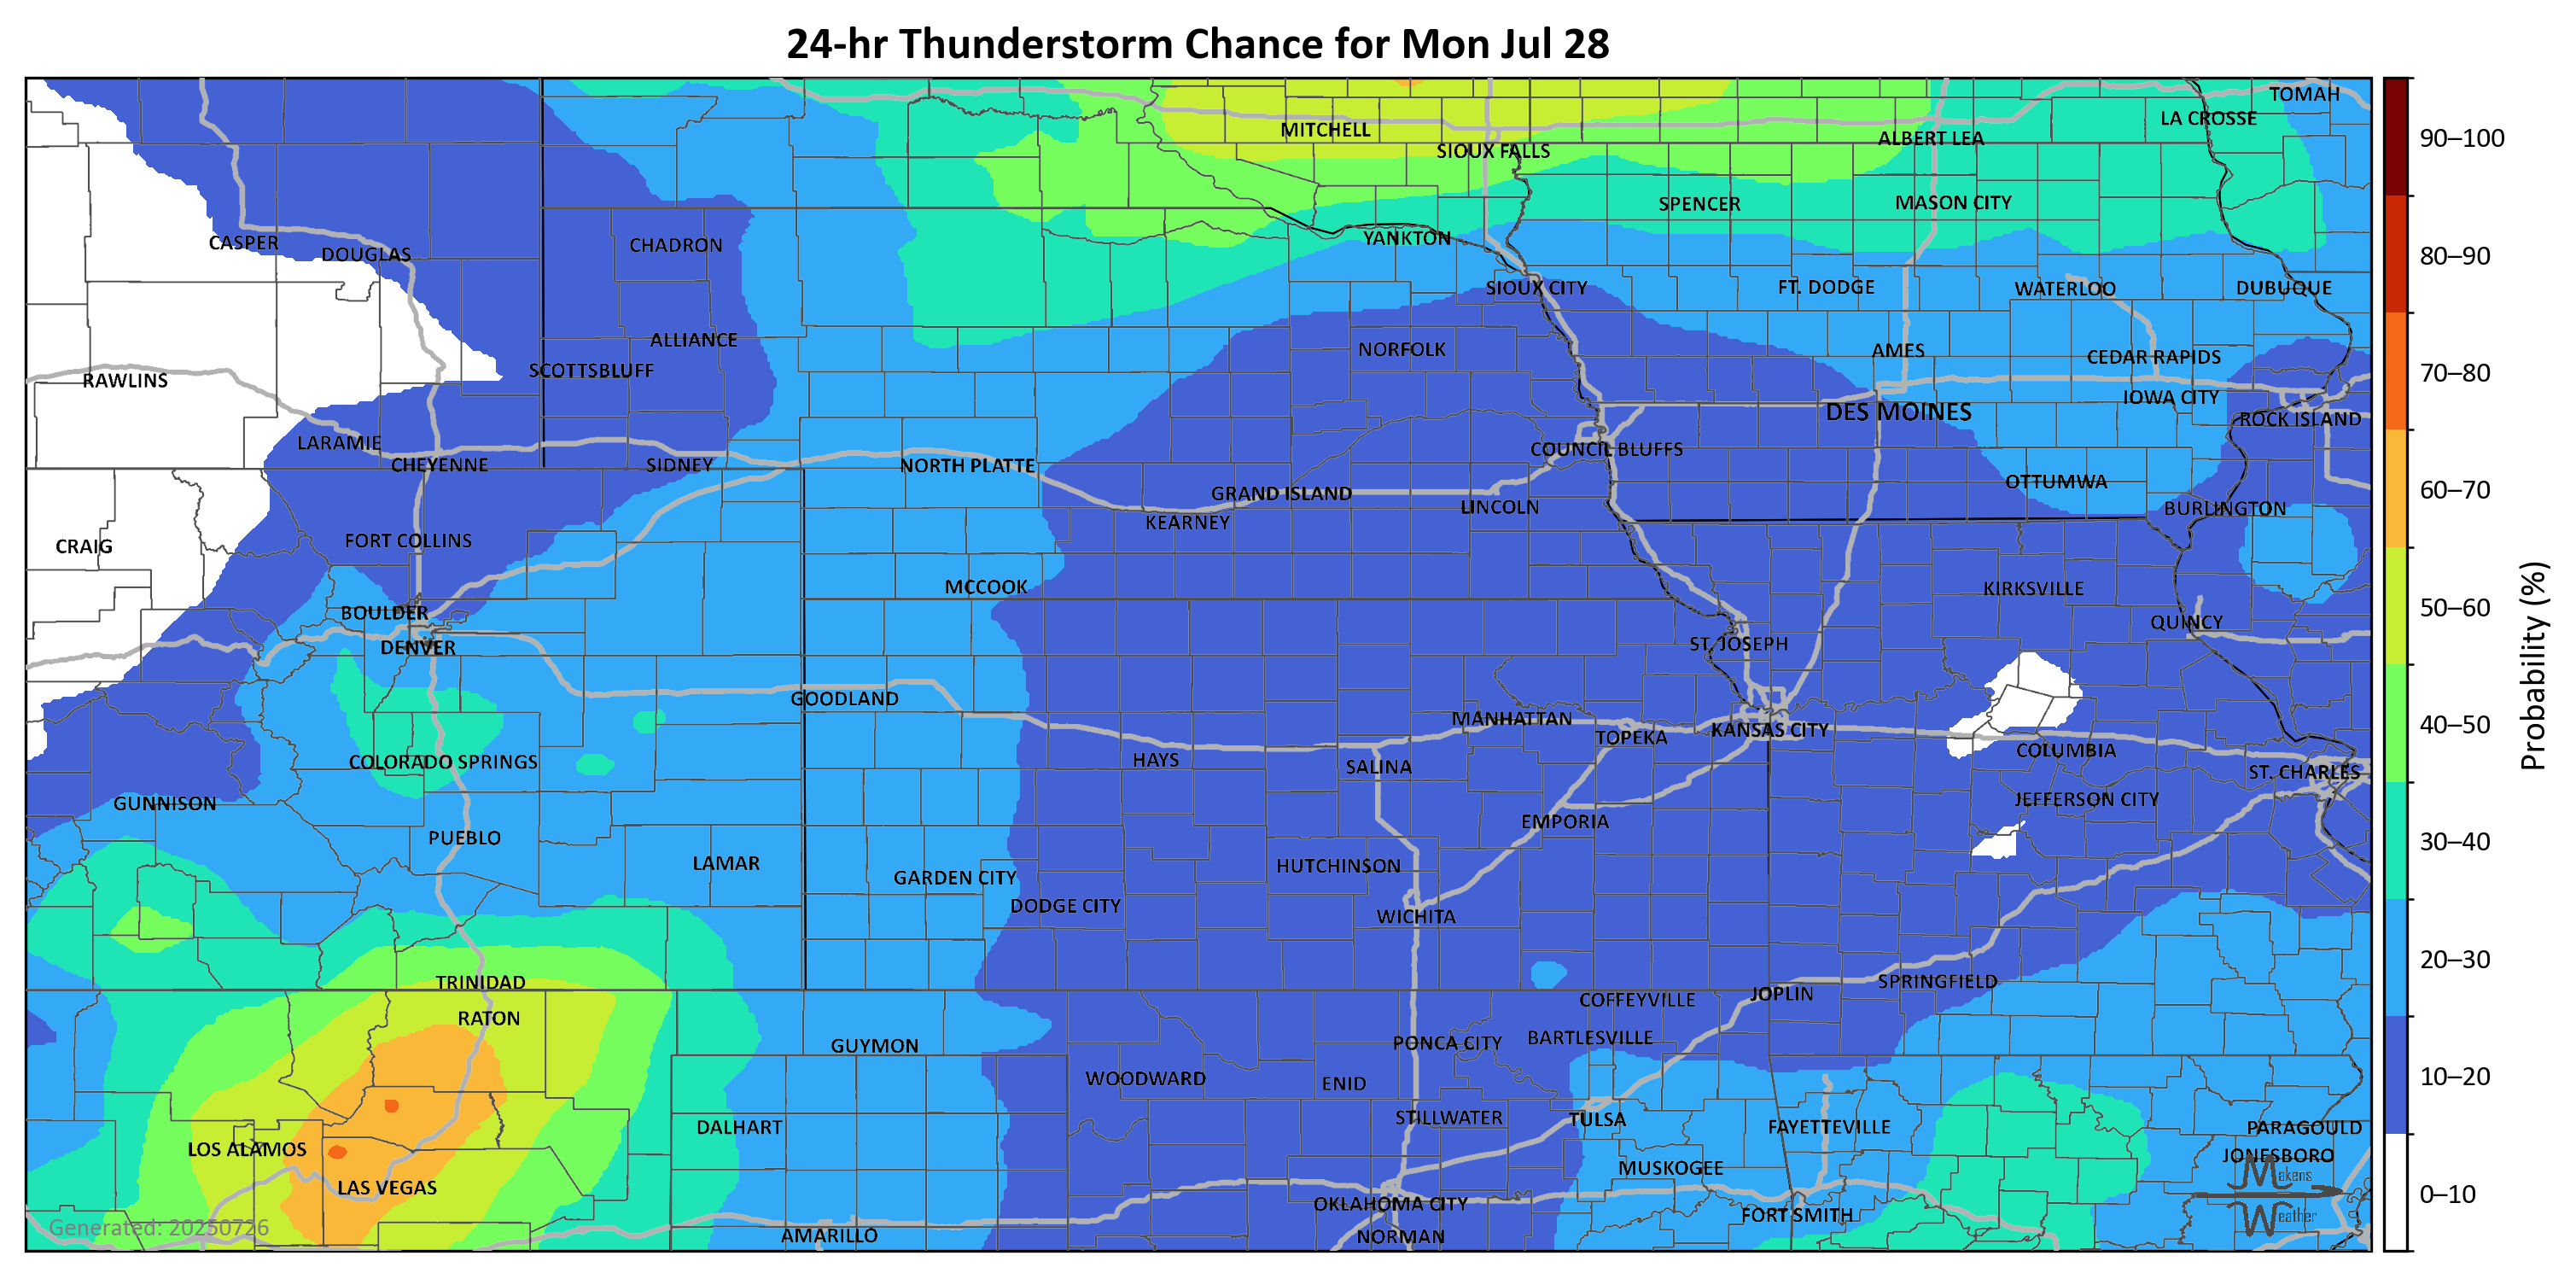 24-hr Thunderstorm Chance for Mon Jul 28
TOMAH
LA CROSSE
MITCHELL
ALBERT LEA
SIOUX FALLS
SPENCER
MASON CITY
YANKTON
CASPER
CHADRON
DOUGLAS
SIOUX CITY
FT. DODGE
WATERLOO
DUBUQUE
ALLIANCE
NORFOLK
AMES
CEDAR RAPIDS
SCOTTSBLUFF
RAWLINS
IOWA CITY
DES MOINES
ROCK ISLAND
LARAMIE
COUNCIL BLUFFS
CHEYENNE
SIDNEY
NORTH PLATTE
OTTUMWA
GRAND ISLAND
LINCOLN
BURLINGTON
KEARNEY
FORT COLLINS
CRAIG
MCCOOK
KIRKSVILLE
BOULDER
QUINCY
DENVER
ST. JOSEPH
GOODLAND
MANHATTAN
KANSAS CITY
TOPEKA
COLUMBIA
HAYS
COLORADO SPRINGS
SALINA
ST. CHARLES
JEFFERSON CITY
GUNNISON
EMPORIA
PUEBLO
LAMAR
HUTCHINSON
GARDEN CITY
DODGE CITY
WICHITA
TRINIDAD
SPRINGFIELD
JOPLIN
COFFEYVILLE
RATON
BARTLESVILLE
PONCA CITY
GUYMON
WOODWARD
ENID
STILLWATER
TULSA
DALHART
FAYETTEVILLE
PARAGOULD
LOS ALAMOS
JONESBORO
MUSKOGEE
LAS VEGAS
OKLAHOMA CITY
FORT SMITH
AMARILLO
NORMAN
Generated: 20250726
Makens
Weather
90–100
80–90
70–80
60–70
50–60
40–50
30–40
20–30
10–20
0–10
Probability (%)